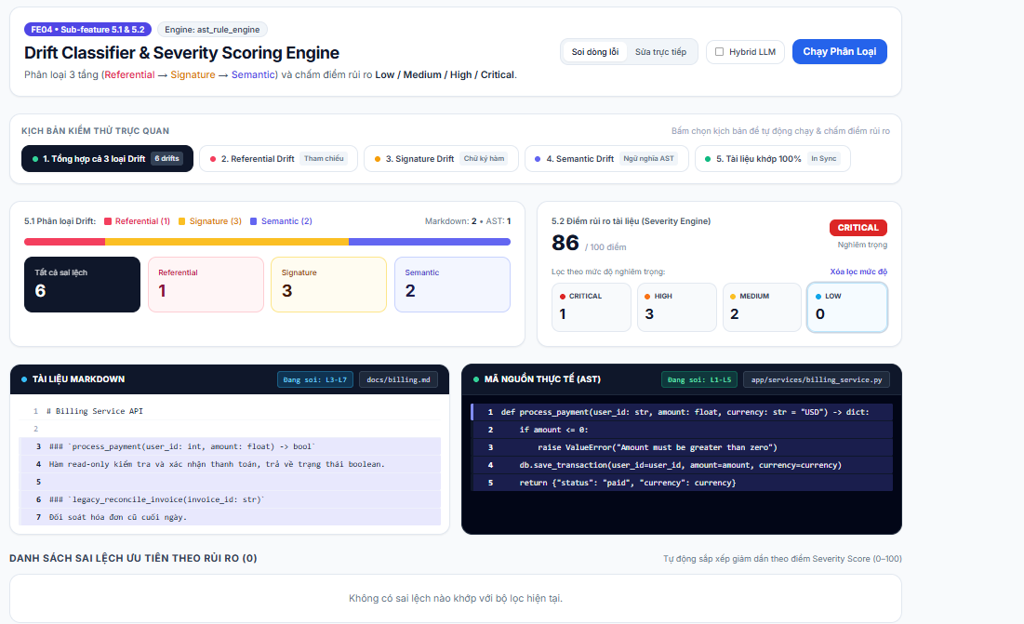 FE04 • Sub-feature 5.1 & 5.2
Engine: ast_rule_engine
Drift Classifier & Severity Scoring Engine
Phân loại 3 tầng (Referential → Signature → Semantic) và chấm điểm rủi ro Low / Medium / High / Critical.
Soi dòng lỗi
Sửa trực tiếp
Hybrid LLM
Chạy Phân Loại
KỊCH BẢN KIỂM THỬ TRỰC QUAN
Bấm chọn kịch bản để tự động chạy & chấm điểm rủi ro
1. Tổng hợp cả 3 loại Drift 6 drifts
2. Referential Drift Tham chiếu
3. Signature Drift Chữ ký hàm
4. Semantic Drift Ngữ nghĩa AST
5. Tài liệu khớp 100% In Sync
5.1 Phân loại Drift: Referential (1) Signature (3) Semantic (2)
Markdown: 2 • AST: 1
Tất cả sai lệch
6
Referential
1
Signature
3
Semantic
2
5.2 Điểm rủi ro tài liệu (Severity Engine)
86 / 100 điểm
CRITICAL
Nghiêm trọng
Lọc theo mức độ nghiêm trọng:
Xóa lọc mức độ
CRITICAL
1
HIGH
3
MEDIUM
2
LOW
0
TÀI LIỆU MARKDOWN
Đang soi: L3-L7
docs/billing.md
1 # Billing Service API
2
3 ### `process_payment(user_id: int, amount: float) -> bool`
4 Hàm read-only kiểm tra và xác nhận thanh toán, trả về trạng thái boolean.
5
6 ### `legacy_reconcile_invoice(invoice_id: str)`
7 Đối soát hóa đơn cũ cuối ngày.
MÃ NGUỒN THỰC TẾ (AST)
Đang soi: L1-L5
app/services/billing_service.py
1 def process_payment(user_id: str, amount: float, currency: str = "USD") -> dict:
2 if amount <= 0:
3 raise ValueError("Amount must be greater than zero")
4 db.save_transaction(user_id=user_id, amount=amount, currency=currency)
5 return {"status": "paid", "currency": currency}
DANH SÁCH SAI LỆCH ƯU TIÊN THEO RỦI RO (0)
Tự động sắp xếp giảm dần theo điểm Severity Score (0–100)
Không có sai lệch nào khớp với bộ lọc hiện tại.